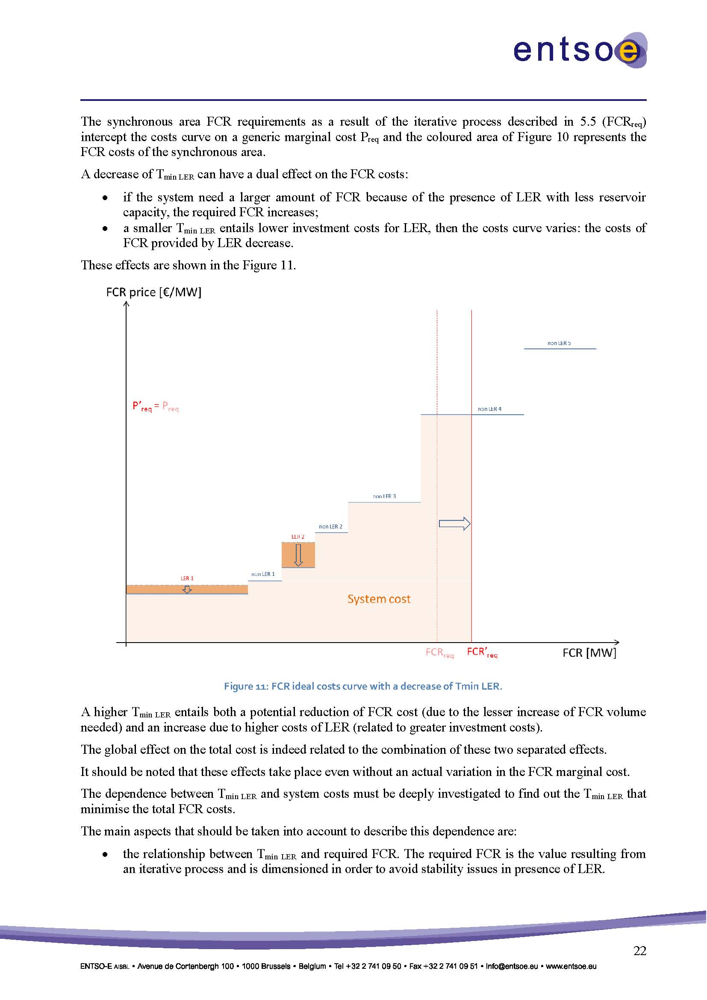 entsoe
The synchronous area FCR requirements as a result of the iterative process described in 5.5 (FCRreq)
intercept the costs curve on a generic marginal cost Preq and the coloured area of Figure 10 represents the
FCR costs of the synchronous area.
A decrease of Tmin LER can have a dual effect on the FCR costs:
• if the system need a larger amount of FCR because of the presence of LER with less reservoir
capacity, the required FCR increases;
• a smaller Tmin LER entails lower investment costs for LER, then the costs curve varies: the costs of
FCR provided by LER decrease.
These effects are shown in the Figure 11.
FCR price [€/MW]
non LER 5
P'req = Preq
non LER 4
non LER 3
non LER 2
LER 2
non LER 1
LER 1
System cost
FCRreq FCR'req FCR [MW]
Figure 11: FCR ideal costs curve with a decrease of Tmin LER.
A higher Tmin LER entails both a potential reduction of FCR cost (due to the lesser increase of FCR volume
needed) and an increase due to higher costs of LER (related to greater investment costs).
The global effect on the total cost is indeed related to the combination of these two separated effects.
It should be noted that these effects take place even without an actual variation in the FCR marginal cost.
The dependence between Tmin LER and system costs must be deeply investigated to find out the Tmin LER that
minimise the total FCR costs.
The main aspects that should be taken into account to describe this dependence are:
• the relationship between Tmin LER and required FCR. The required FCR is the value resulting from
an iterative process and is dimensioned in order to avoid stability issues in presence of LER.
22
ENTSO-E AISBL • Avenue de Cortenbergh 100 • 1000 Brussels • Belgium • Tel +32 2 741 09 50 • Fax +32 2 741 09 51 • info@entsoe.eu • www.entsoe.eu